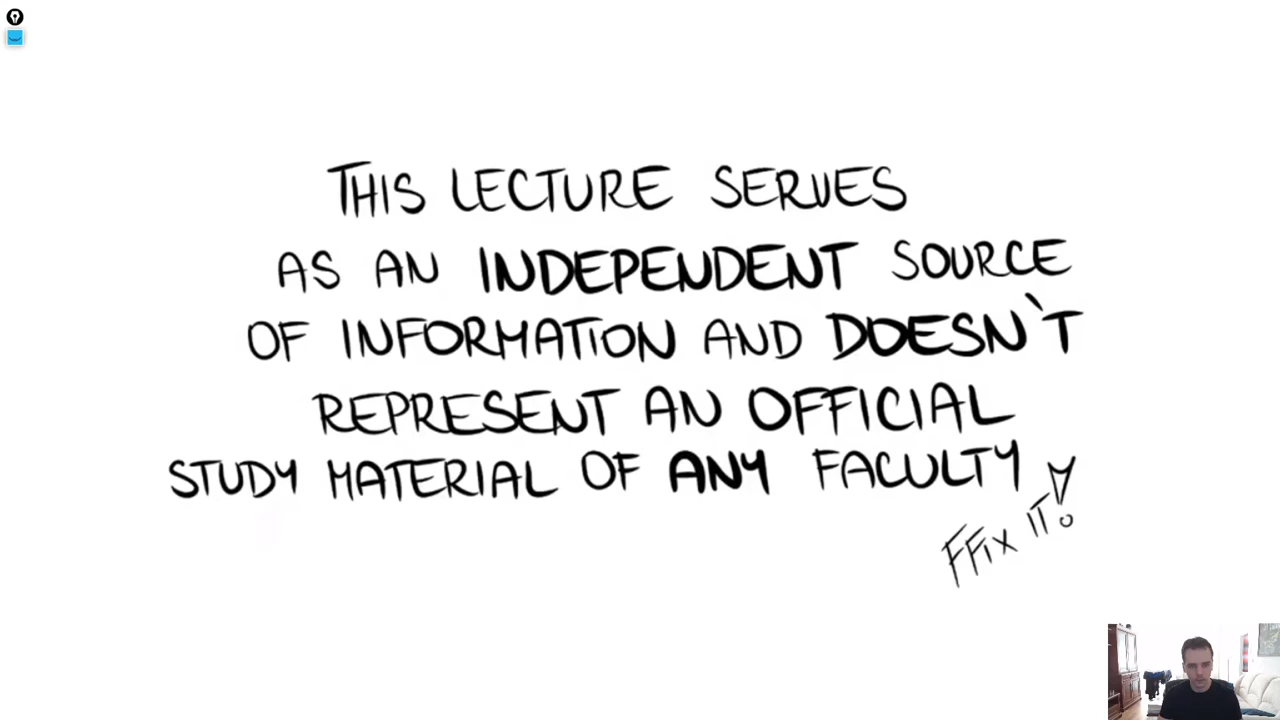 THIS LECTURE SERVES
AS AN INDEPENDENT SOURCE
OF INFORMATION AND DOESN`T
REPRESENT AN OFFICIAL
STUDY MATERIAL OF ANY FACULTY
FFIX IT!